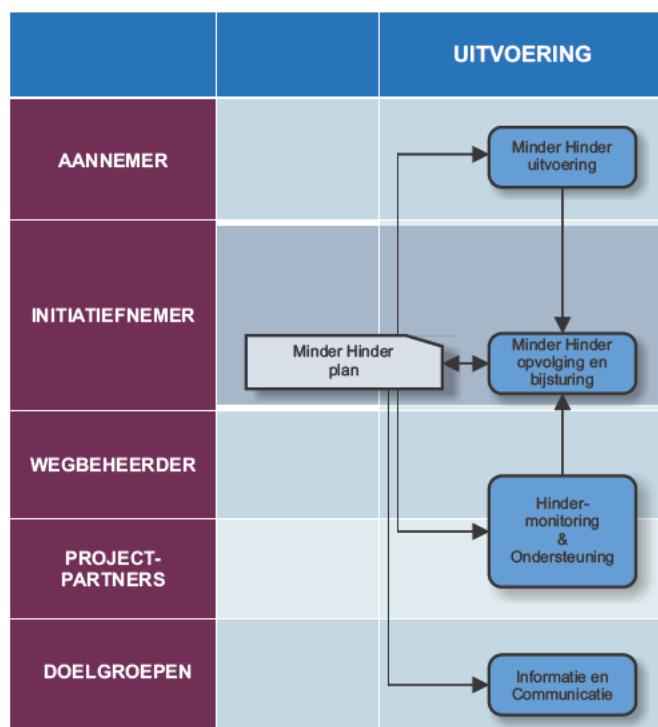 UITVOERING
AANNEMER
Minder Hinder
uitvoering
INITIATIEFNEMER
Minder Hinder
plan
Minder Hinder
opvolging en
bijsturing
WEGBEHEERDER
Hinder-
monitoring
&
Ondersteuning
PROJECT-
PARTNERS
DOELGROEPEN
Informatie en
Communicatie